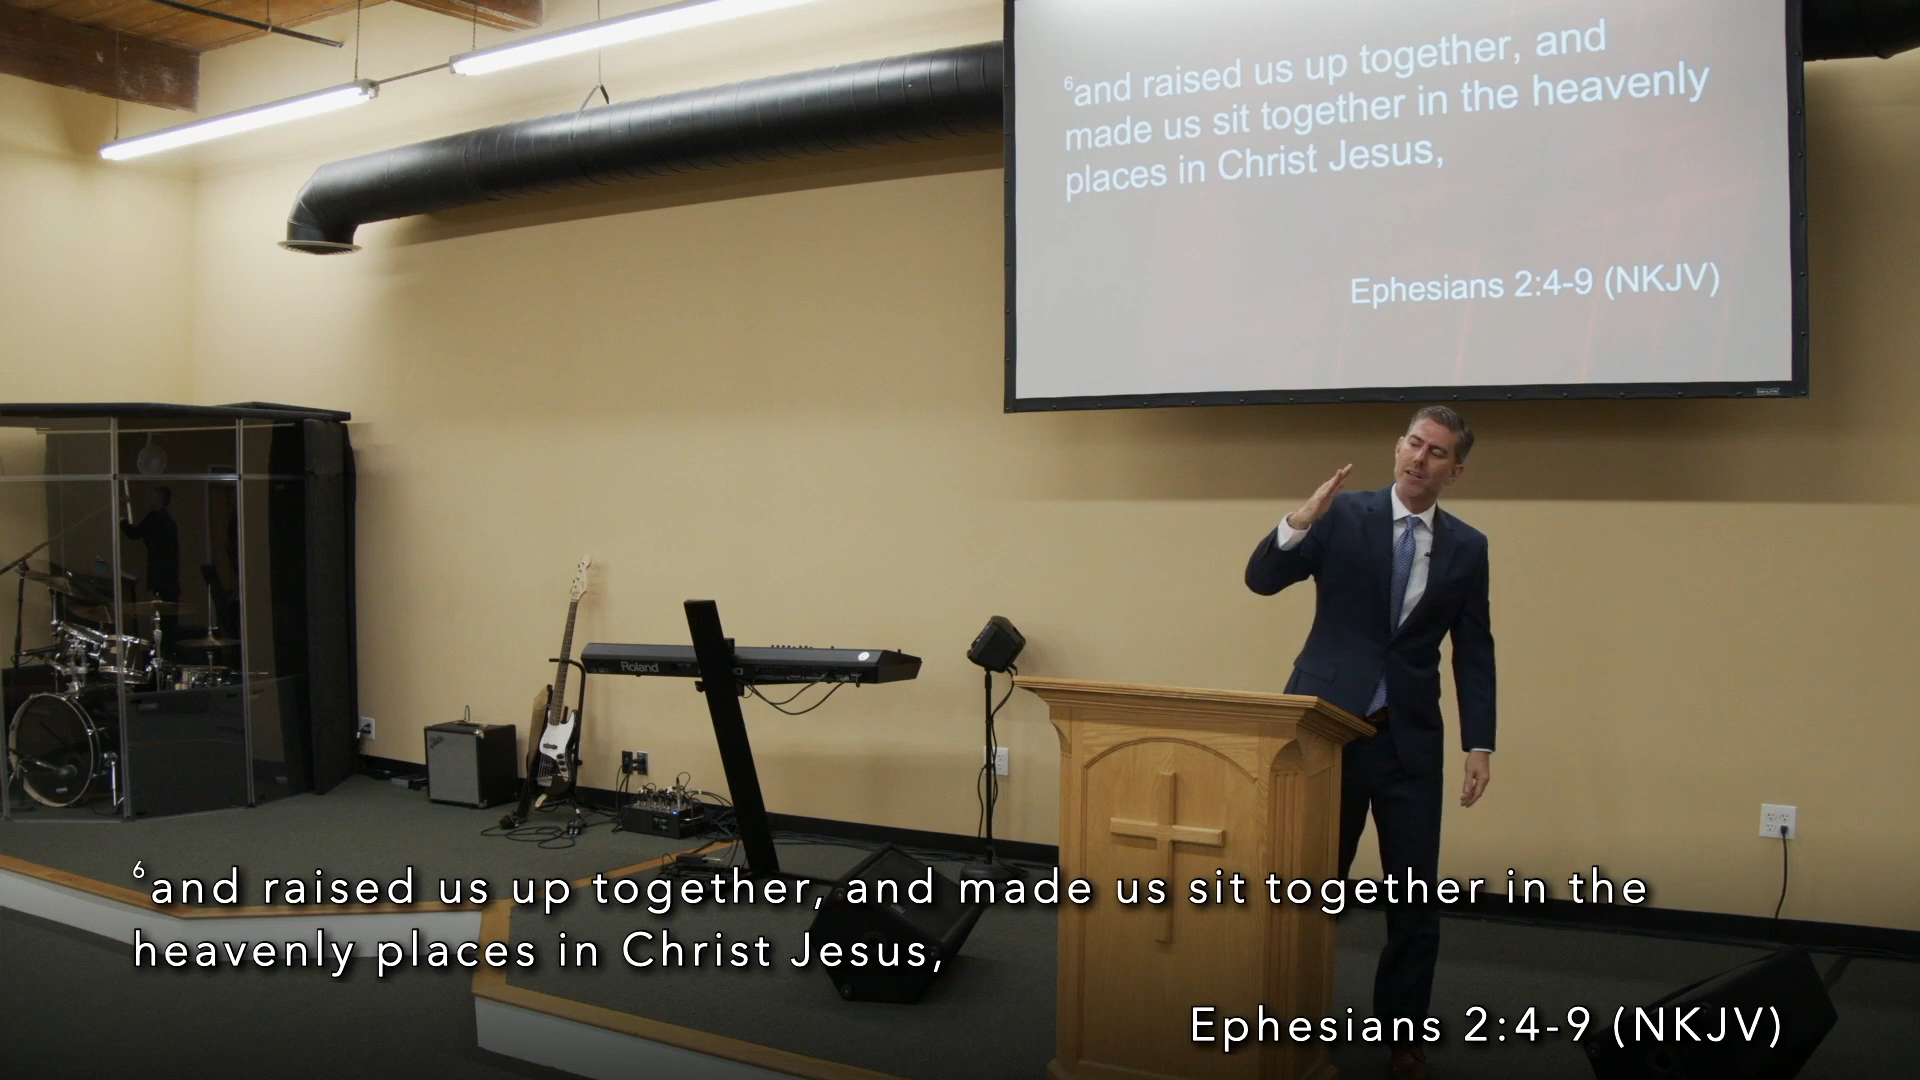 ⁶and raised us up together, and
made us sit together in the heavenly
places in Christ Jesus,
Ephesians 2:4-9 (NKJV)
Roland
Fender
⁶and raised us up together, and made us sit together in the
heavenly places in Christ Jesus,
Ephesians 2:4-9 (NKJV)